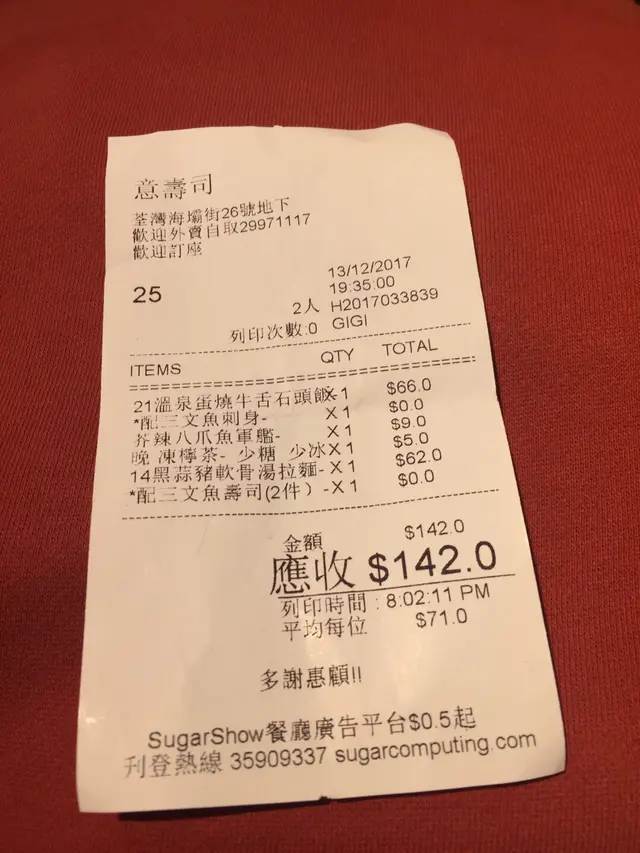 意壽司
荃灣海壩街26號地下
歡迎外賣自取29971117
歡迎訂座
13/12/2017
25 19:35:00
2人 H2017033839
列印次數:0 GIGI
ITEMS QTY TOTAL
21溫泉蛋燒牛舌石頭飯-X 1 $66.0
*配三文魚刺身- X 1 $0.0
芥辣八爪魚軍艦- X 1 $9.0
晚 凍檸茶- 少糖 少冰 X 1 $5.0
14黑蒜豬軟骨湯拉麵- X 1 $62.0
*配三文魚壽司(2件) - X 1 $0.0
金額 $142.0
應收 $142.0
列印時間 : 8:02:11 PM
平均每位 $71.0
多謝惠顧!!
SugarShow餐廳廣告平台$0.5起
刊登熱線 35909337 sugarcomputing.com